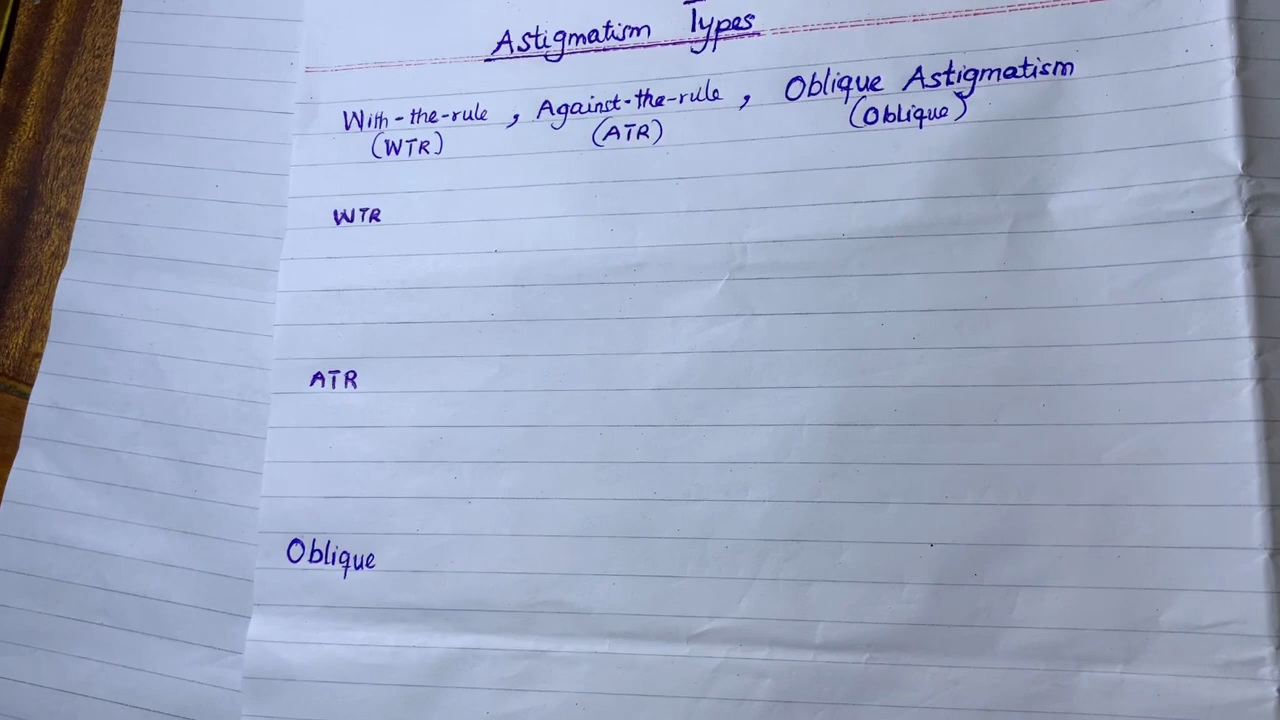 Astigmatism Types
With-the-rule, Against-the-rule, Oblique Astigmatism
(WTR) (ATR) (Oblique)
WTR
ATR
Oblique